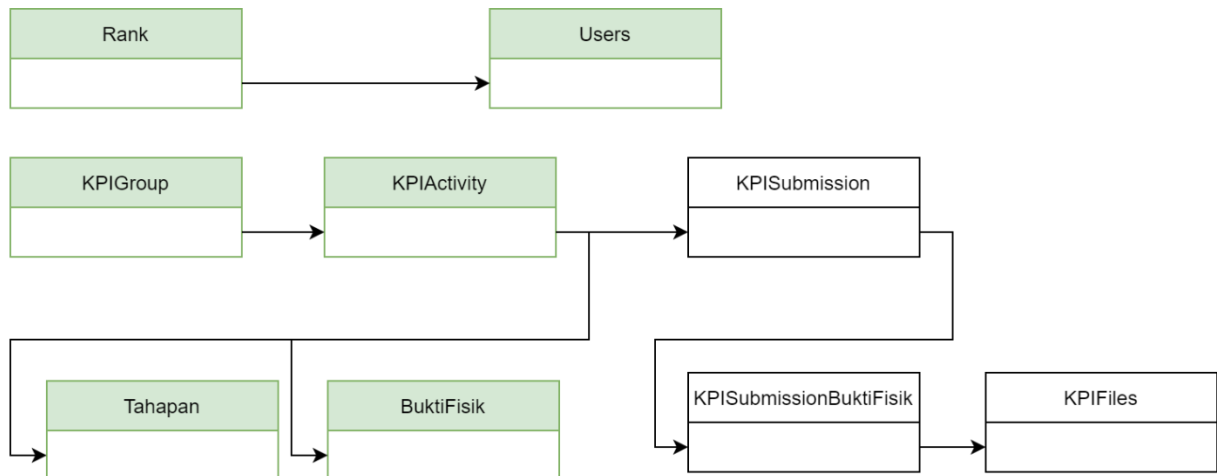 Rank
Users
KPIGroup
KPIActivity
KPISubmission
Tahapan
BuktiFisik
KPISubmissionBuktiFisik
KPIFiles